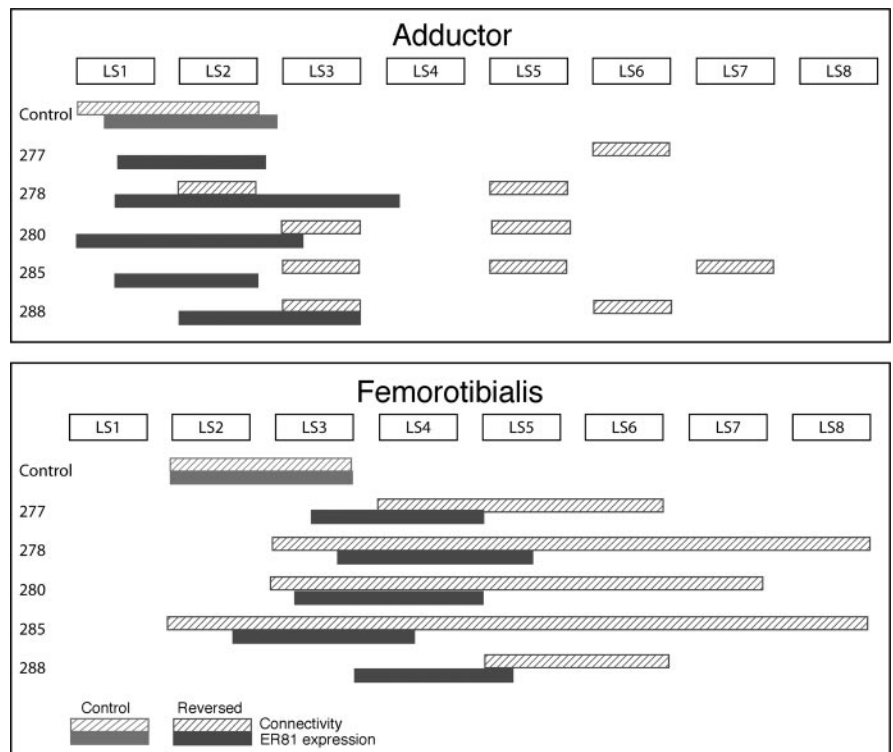 Adductor
LS1 LS2 LS3 LS4 LS5 LS6 LS7 LS8
Control
277
278
280
285
288
Femorotibialis
LS1 LS2 LS3 LS4 LS5 LS6 LS7 LS8
Control
277
278
280
285
288
Control Reversed
Connectivity
ER81 expression